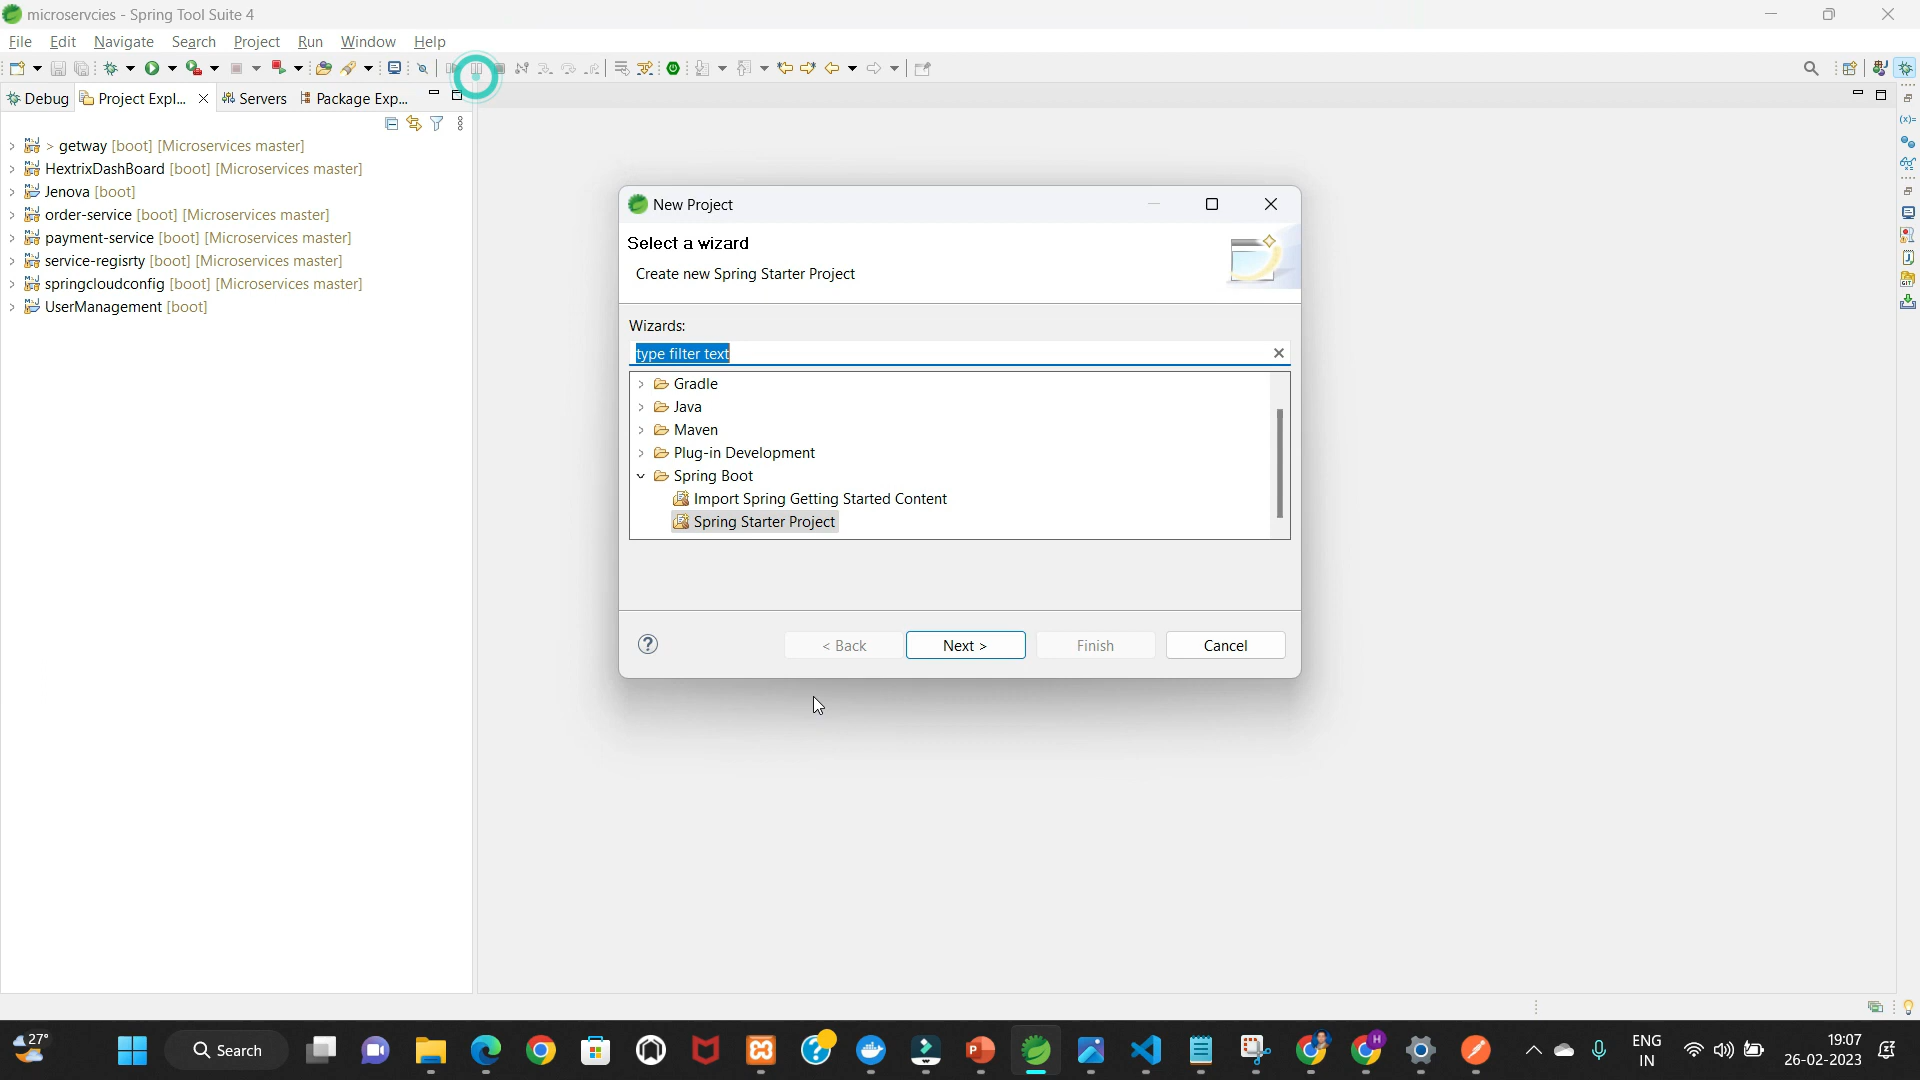 microservcies - Spring Tool Suite 4
File Edit Navigate Search Project Run Window Help
Debug Project Expl... Servers Package Exp...
> getway [boot] [Microservices master]
HextrixDashBoard [boot] [Microservices master]
Jenova [boot]
order-service [boot] [Microservices master]
payment-service [boot] [Microservices master]
service-regisrty [boot] [Microservices master]
springcloudconfig [boot] [Microservices master]
UserManagement [boot]
New Project
Select a wizard
Create new Spring Starter Project
Wizards:
type filter text
Gradle
Java
Maven
Plug-in Development
Spring Boot
Import Spring Getting Started Content
Spring Starter Project
< Back Next > Finish Cancel
27°
Search
ENG
IN
19:07
26-02-2023